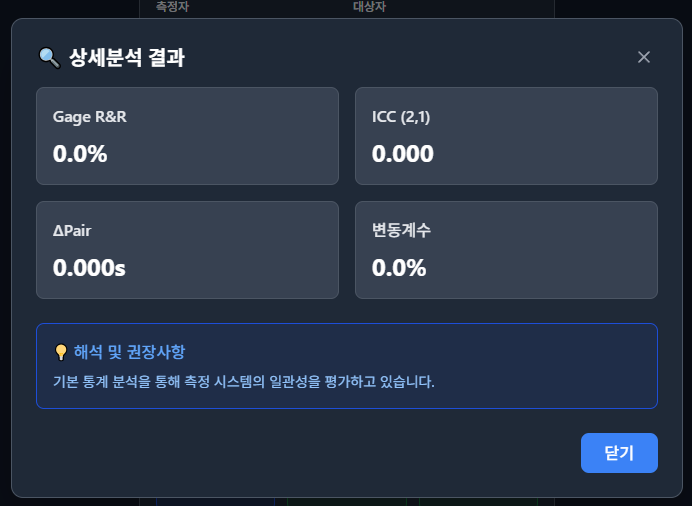 측정자
대상자
상세분석 결과
Gage R&R
0.0%
ICC (2,1)
0.000
ΔPair
0.000s
변동계수
0.0%
해석 및 권장사항
기본 통계 분석을 통해 측정 시스템의 일관성을 평가하고 있습니다.
닫기